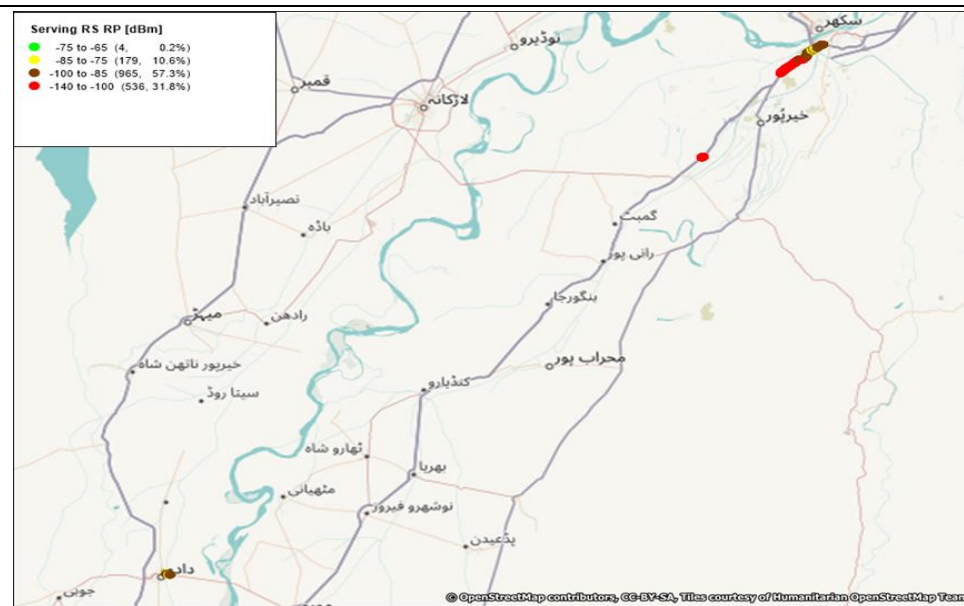 Serving RS RP [dBm]
-75 to -65 (4, 0.2%)
-85 to -75 (179, 10.6%)
-100 to -85 (965, 57.3%)
-140 to -100 (536, 31.8%)
سکھر
نوڈیرو
قمبر
لاڑکانہ
خیرپور
نصیرآباد
باڈہ
گمبٹ
رانی پور
ہنگورجا
میہڑ
رادھن
خیرپور ناتھن شاہ
محراب پور
سیتا روڈ
کنڈیارو
ٹھارو شاہ
بھریا
مٹھیانی
نوشہرو فیروز
پڈعیدن
دادو
جوہی
© OpenStreetMap contributors, CC-BY-SA, Tiles courtesy of Humanitarian OpenStreetMap Team